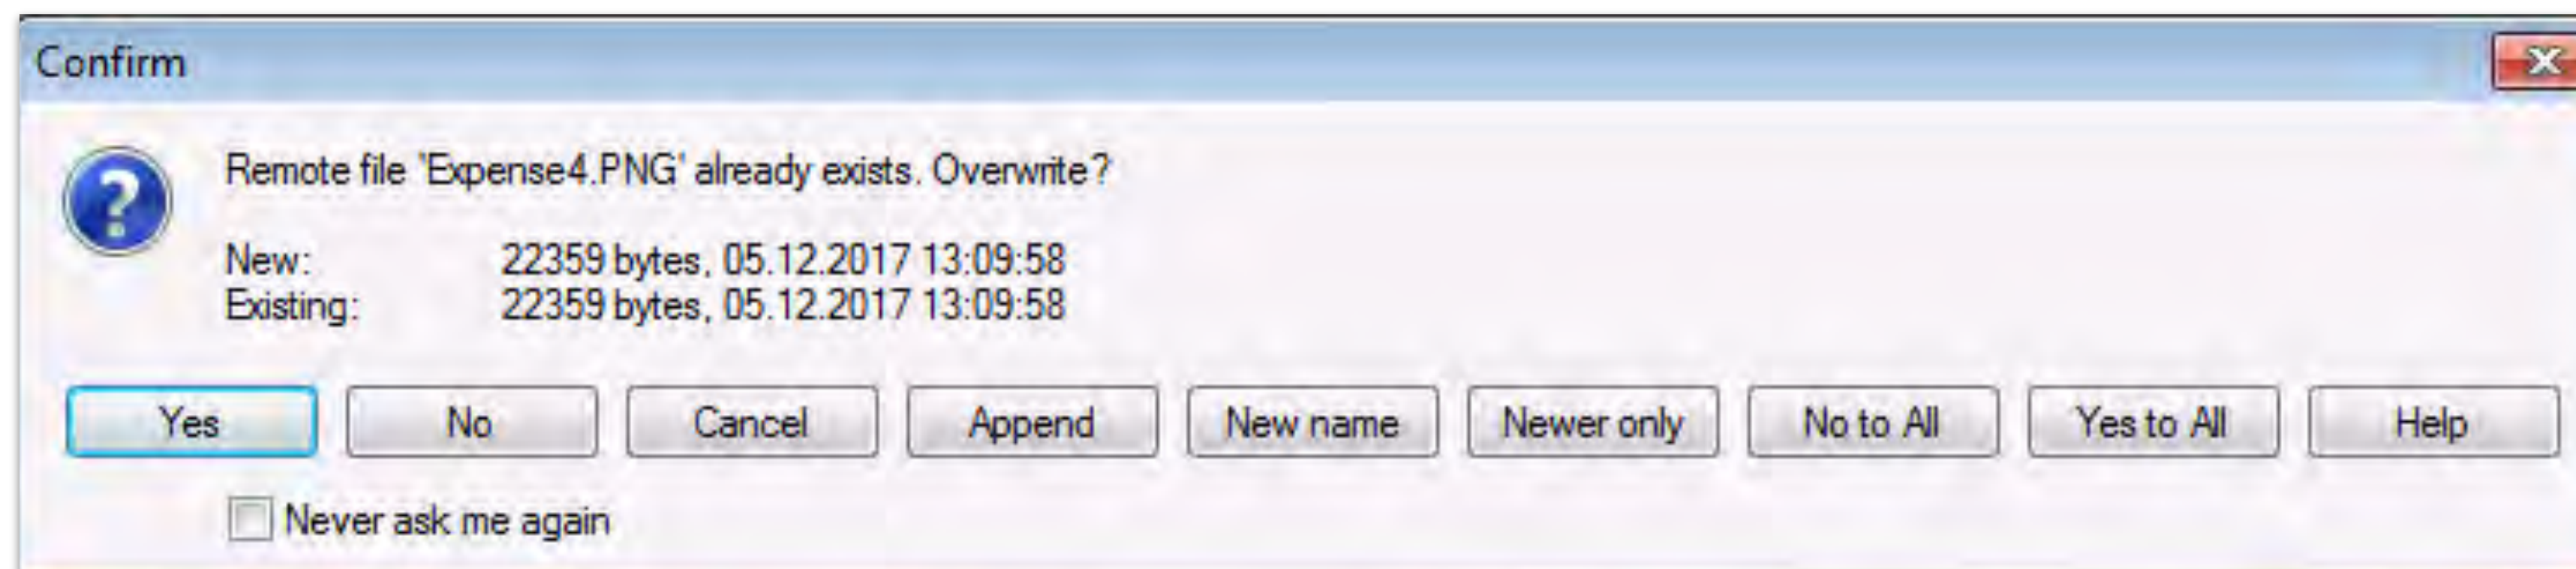 Confirm
Remote file 'Expense4.PNG' already exists. Overwrite?
New: 22359 bytes, 05.12.2017 13:09:58
Existing: 22359 bytes, 05.12.2017 13:09:58
Yes No Cancel Append New name Newer only No to All Yes to All Help
Never ask me again